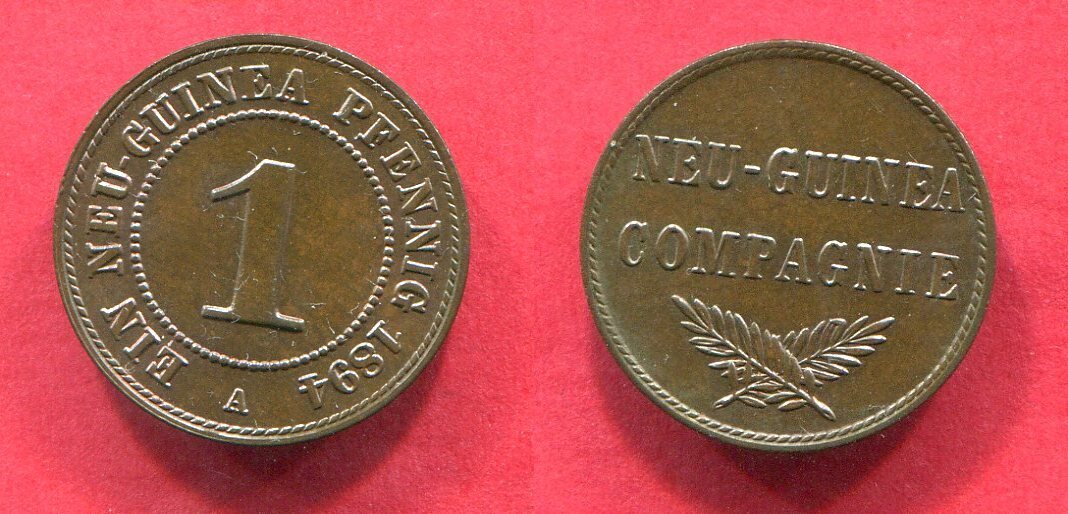 EIN NEU-GUINEA PFENNIG 1894
A
1
NEU-GUINEA
COMPAGNIE